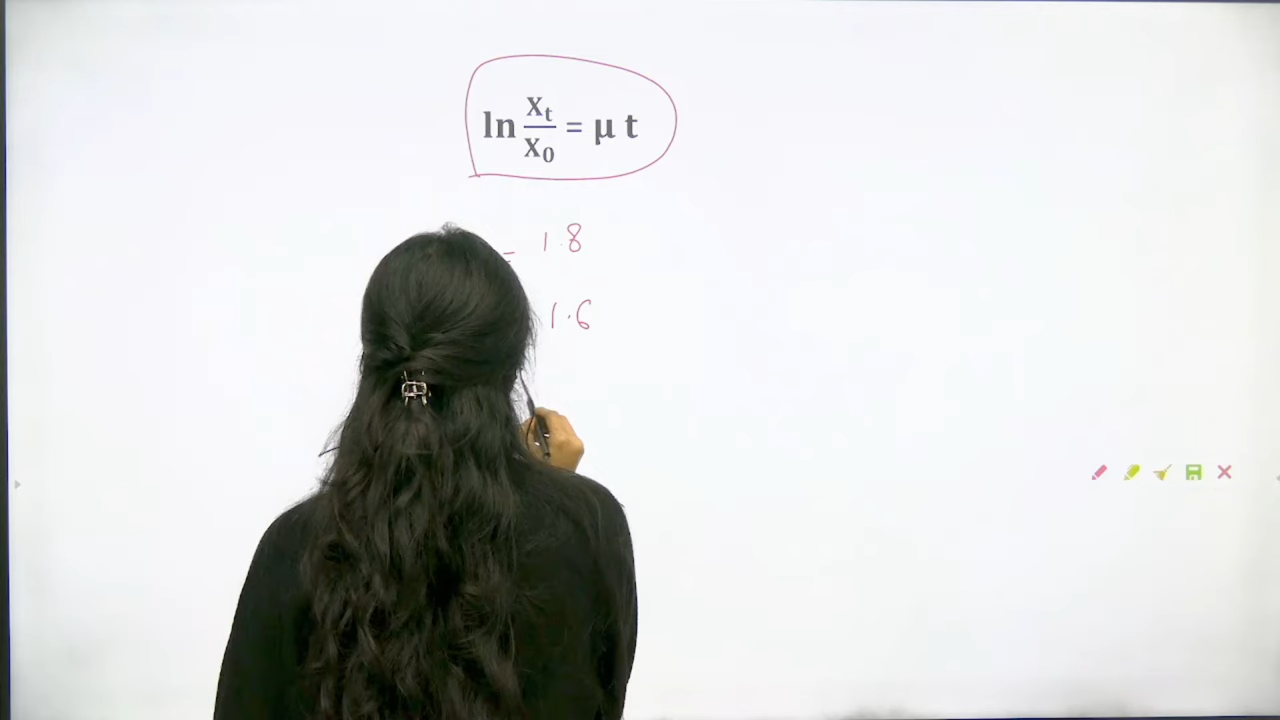 ln xₜ/x₀ = μ t
= 1.8
1.6